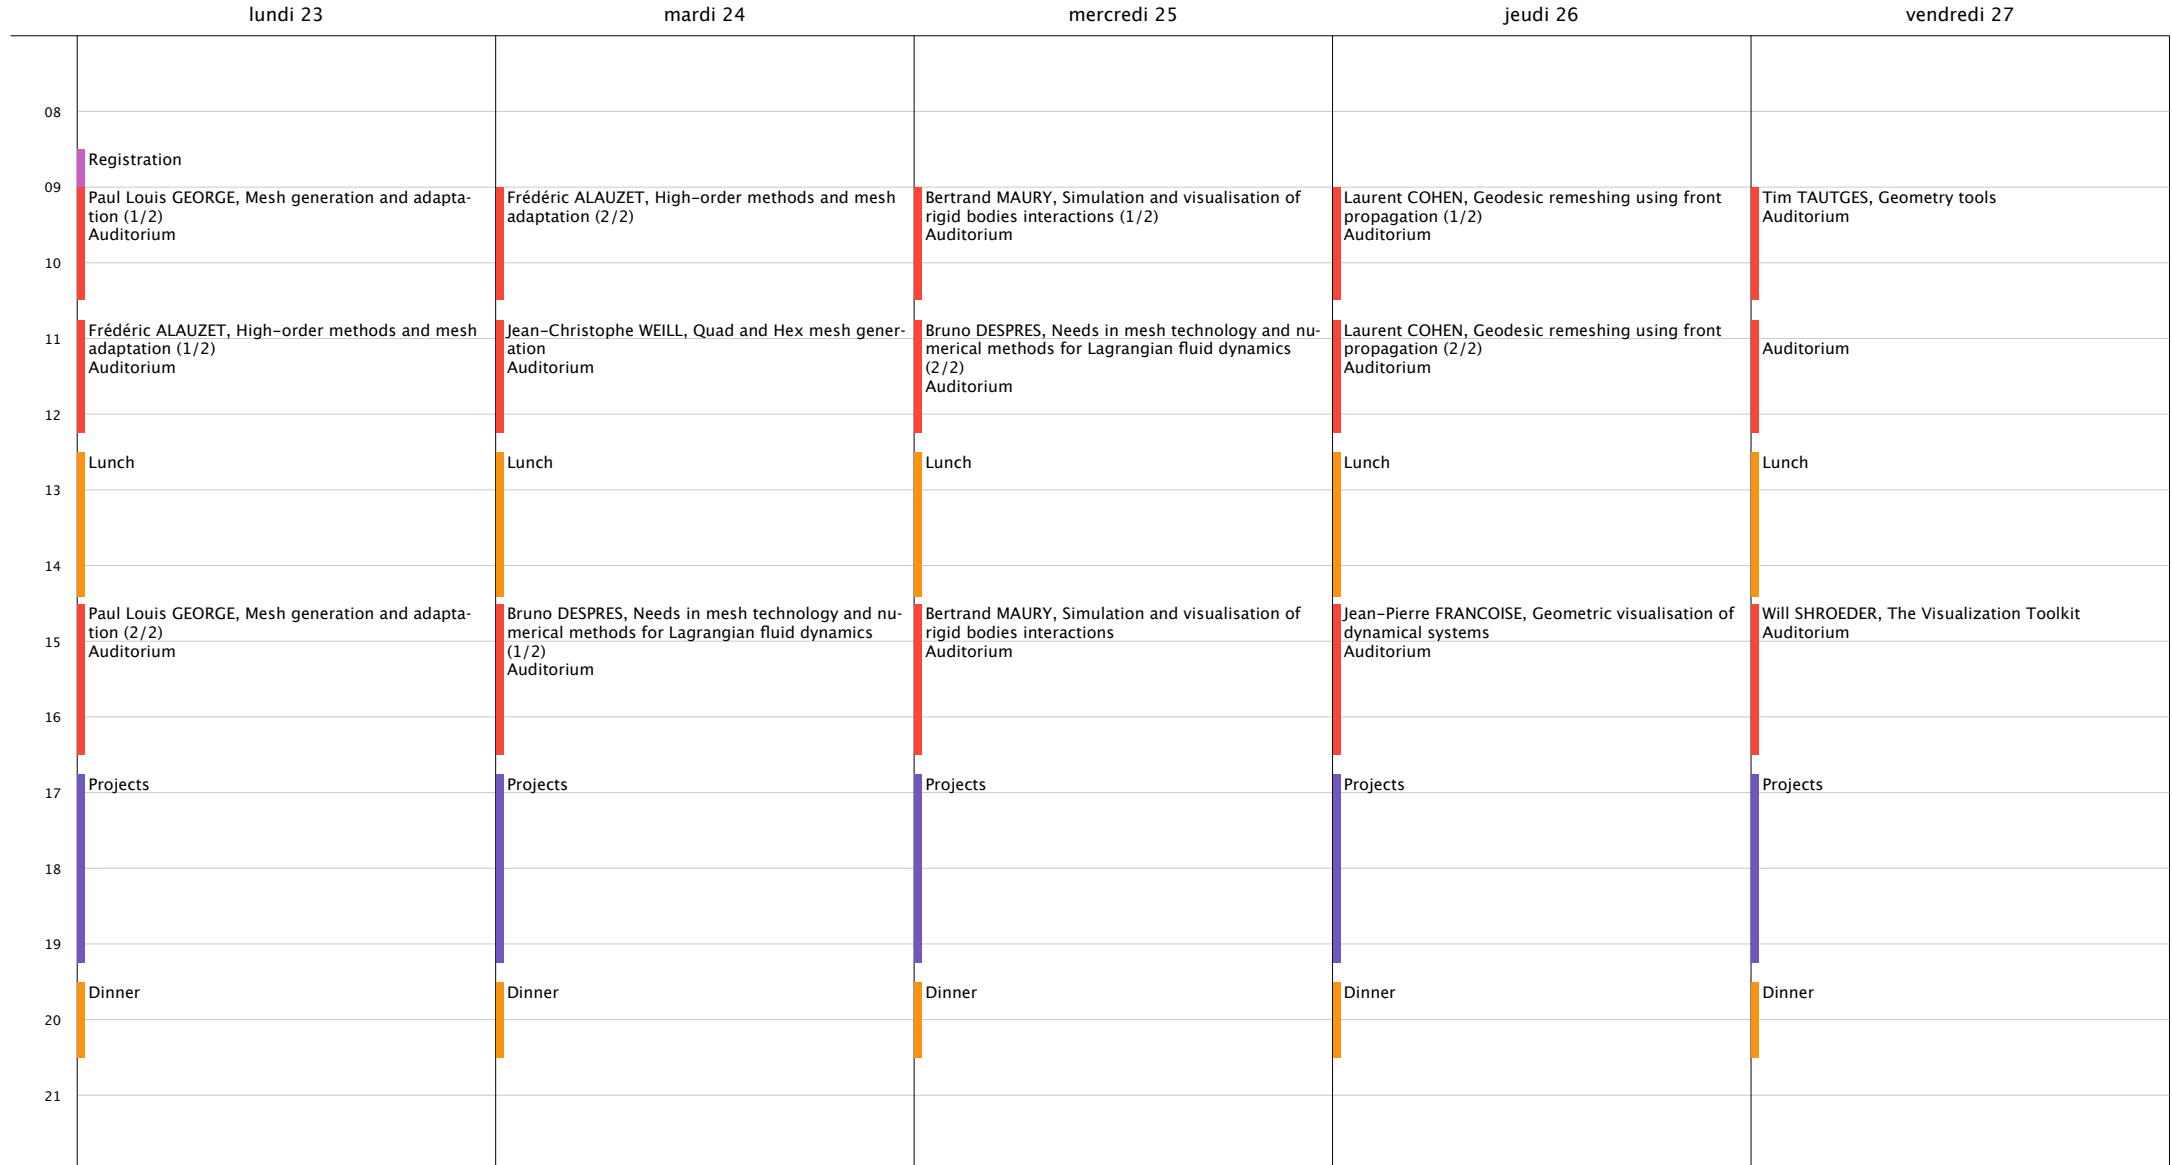 lundi 23
mardi 24
mercredi 25
jeudi 26
vendredi 27
08
Registration
09
Paul Louis GEORGE, Mesh generation and adapta-
tion (1/2)
Auditorium
Frédéric ALAUZET, High-order methods and mesh
adaptation (2/2)
Bertrand MAURY, Simulation and visualisation of
rigid bodies interactions (1/2)
Auditorium
Laurent COHEN, Geodesic remeshing using front
propagation (1/2)
Auditorium
Tim TAUTGES, Geometry tools
Auditorium
10
11
Frédéric ALAUZET, High-order methods and mesh
adaptation (1/2)
Auditorium
Jean-Christophe WEILL, Quad and Hex mesh gener-
ation
Auditorium
Bruno DESPRES, Needs in mesh technology and nu-
merical methods for Lagrangian fluid dynamics
(2/2)
Auditorium
Laurent COHEN, Geodesic remeshing using front
propagation (2/2)
Auditorium
Auditorium
12
Lunch
Lunch
Lunch
Lunch
Lunch
13
14
Paul Louis GEORGE, Mesh generation and adapta-
tion (2/2)
Auditorium
Bruno DESPRES, Needs in mesh technology and nu-
merical methods for Lagrangian fluid dynamics
(1/2)
Auditorium
Bertrand MAURY, Simulation and visualisation of
rigid bodies interactions
Auditorium
Jean-Pierre FRANCOISE, Geometric visualisation of
dynamical systems
Auditorium
Will SHROEDER, The Visualization Toolkit
Auditorium
15
16
17
Projects
Projects
Projects
Projects
Projects
18
19
Dinner
Dinner
Dinner
Dinner
Dinner
20
21